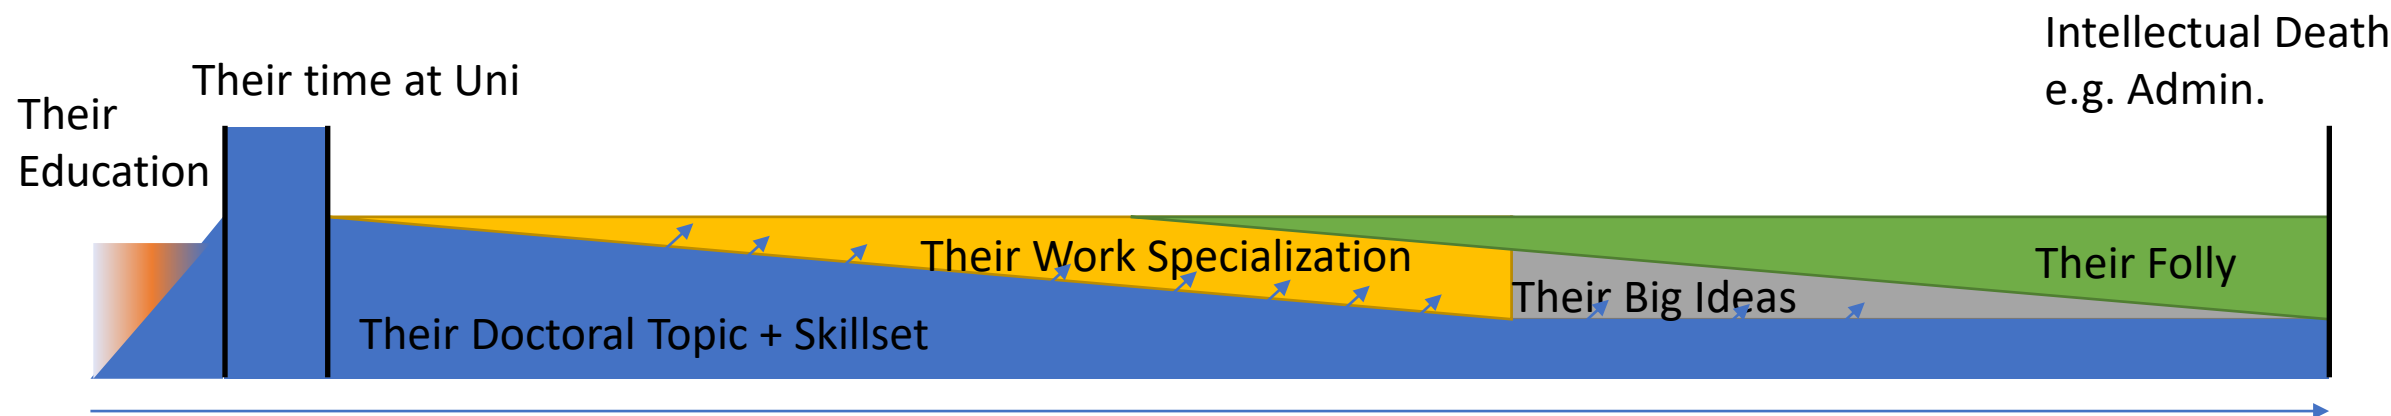 Their
Education
Their time at Uni
Their Doctoral Topic + Skillset
Their Work Specialization
Their Big Ideas
Their Folly
Intellectual Death
e.g. Admin.